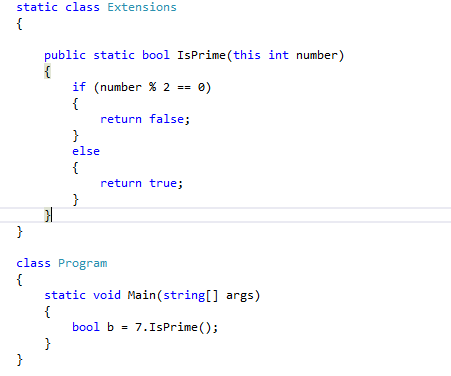 static class Extensions
{
public static bool IsPrime(this int number)
{
if (number % 2 == 0)
{
return false;
}
else
{
return true;
}
}
}
class Program
{
static void Main(string[] args)
{
bool b = 7.IsPrime();
}
}